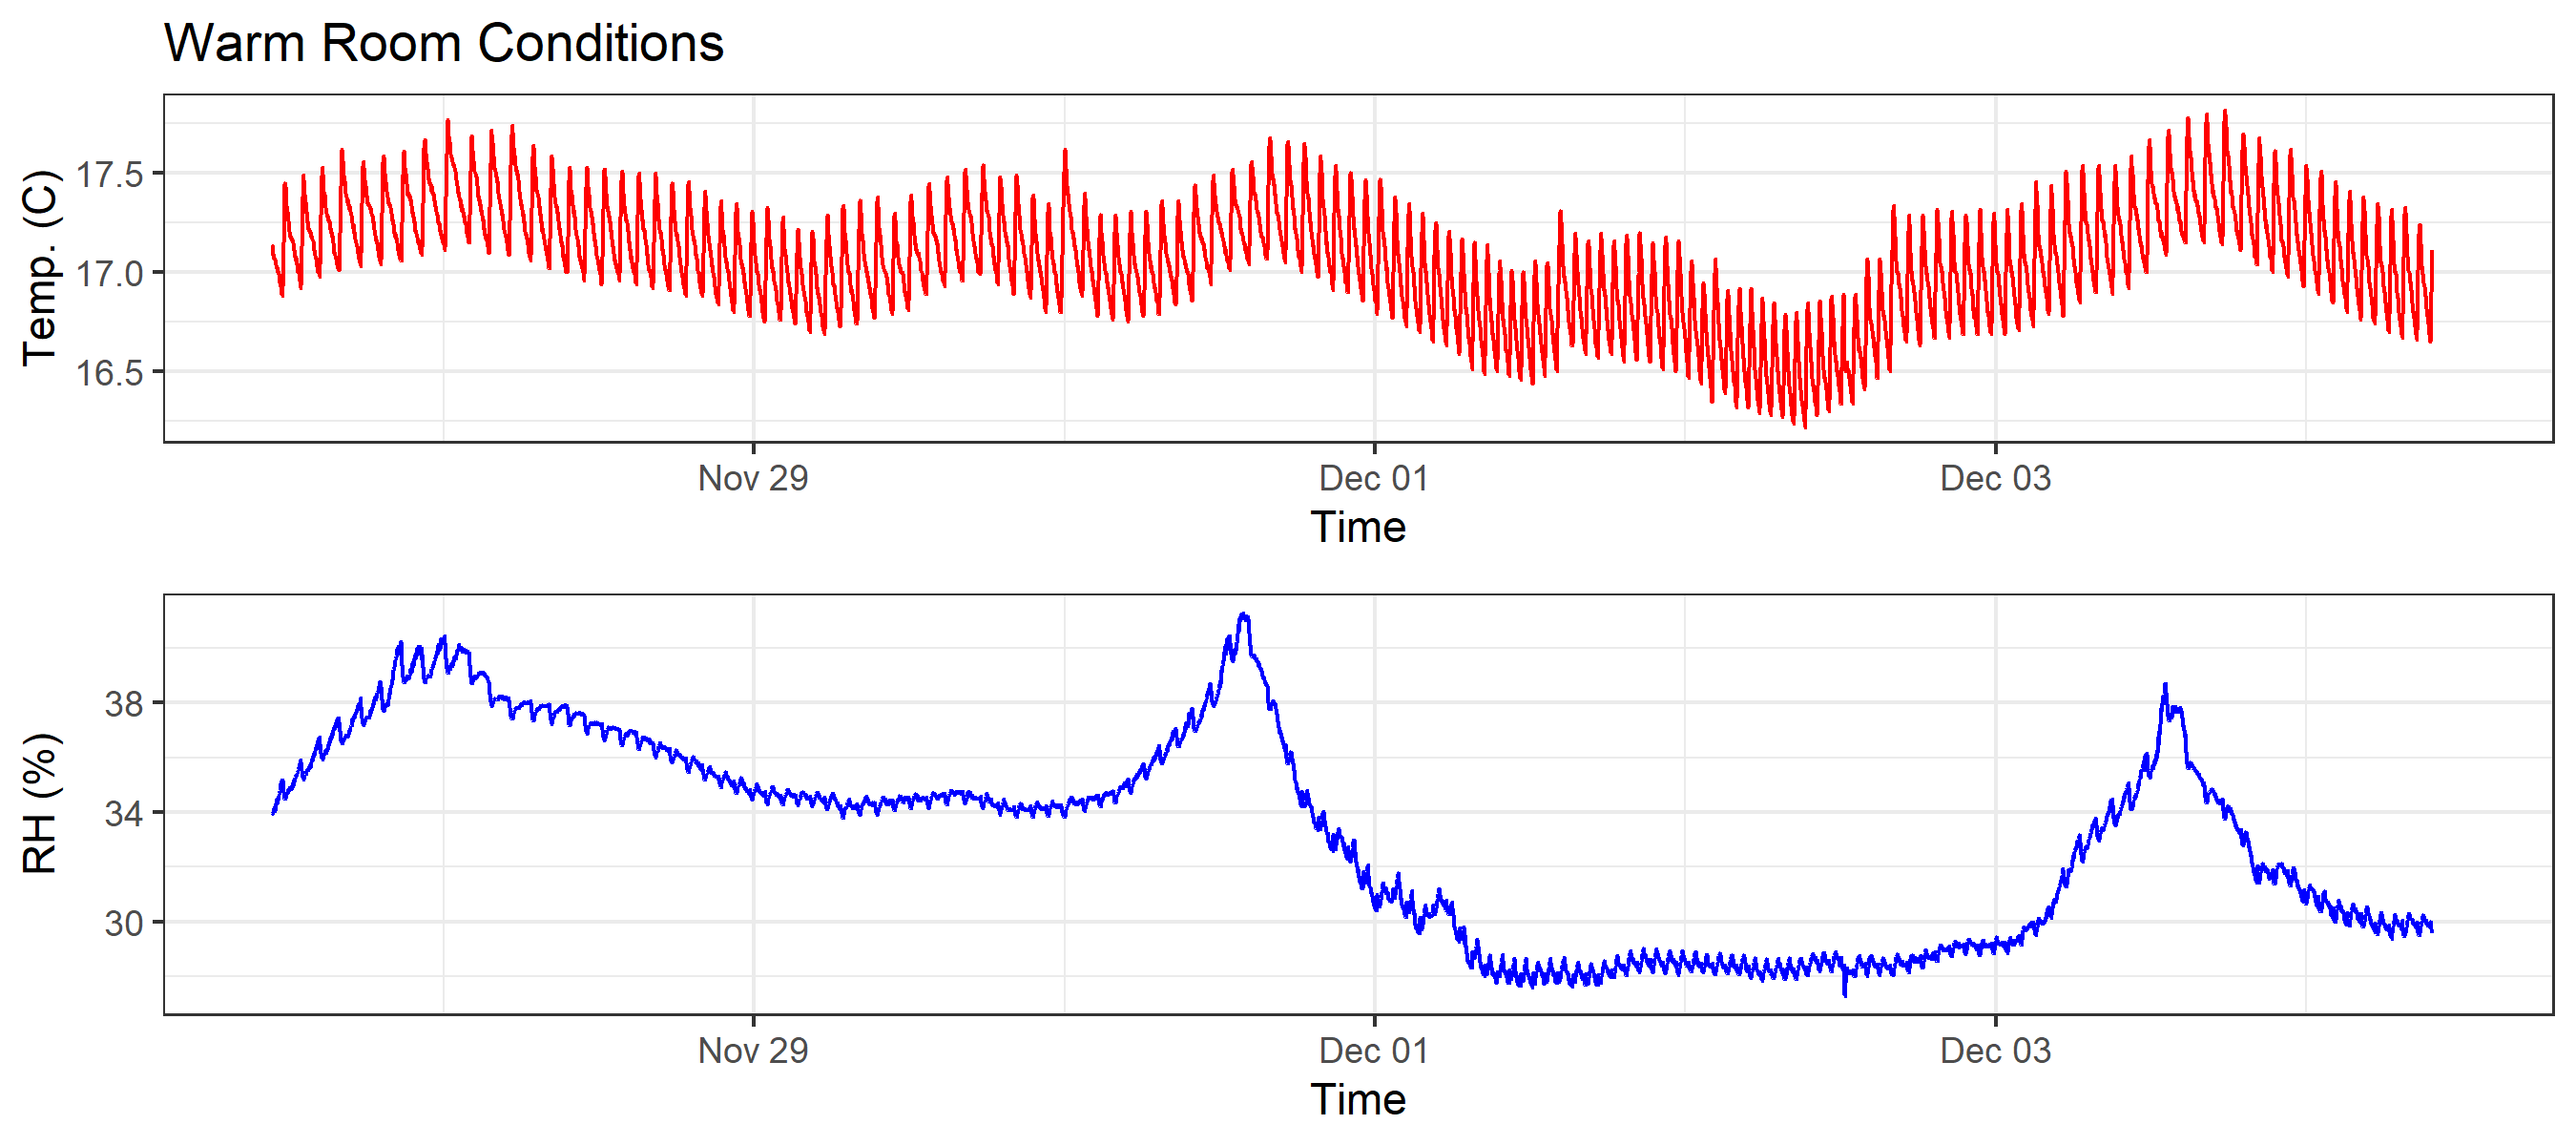 Warm Room Conditions
Temp. (C)
17.5
17.0
16.5
Nov 29 Dec 01 Dec 03
Time
RH (%)
38
34
30
Nov 29 Dec 01 Dec 03
Time